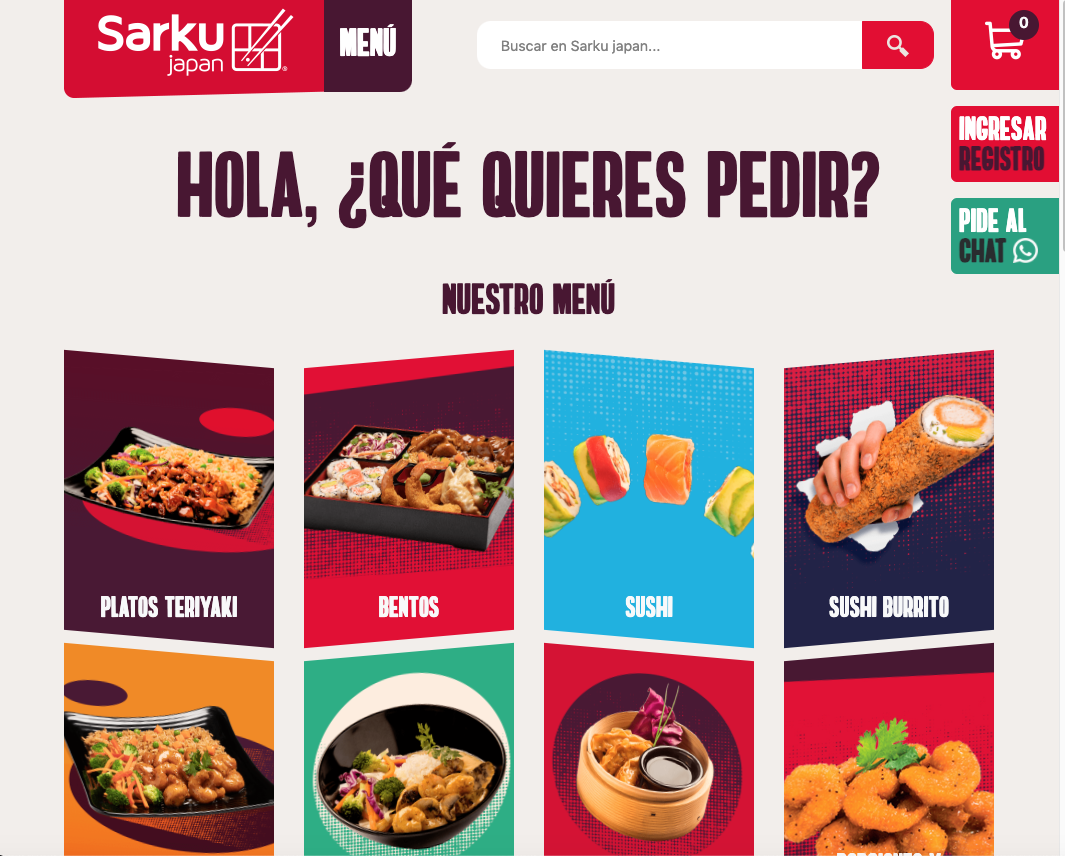 Sarku
japan
MENÚ
Buscar en Sarku japan...
0
INGRESAR
REGISTRO
PIDE AL
CHAT
HOLA, ¿QUÉ QUIERES PEDIR?
NUESTRO MENÚ
PLATOS TERIYAKI
BENTOS
SUSHI
SUSHI BURRITO